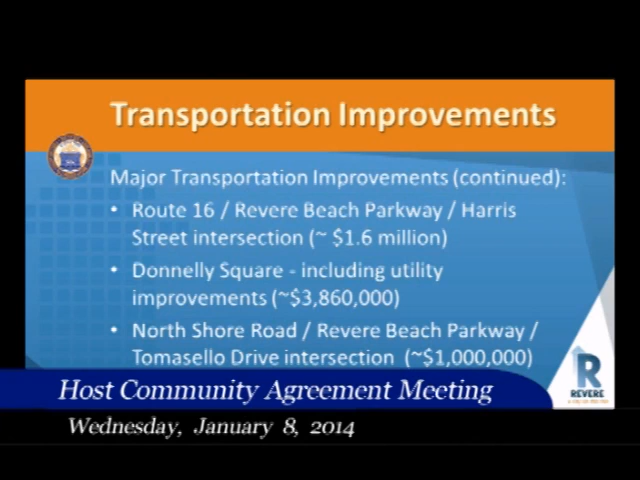 Transportation Improvements
Major Transportation Improvements (continued):
• Route 16 / Revere Beach Parkway / Harris
Street intersection (~ $1.6 million)
• Donnelly Square - including utility
improvements (~$3,860,000)
• North Shore Road / Revere Beach Parkway /
Tomasello Drive intersection (~$1,000,000)
R
REVERE
Host Community Agreement Meeting
Wednesday, January 8, 2014